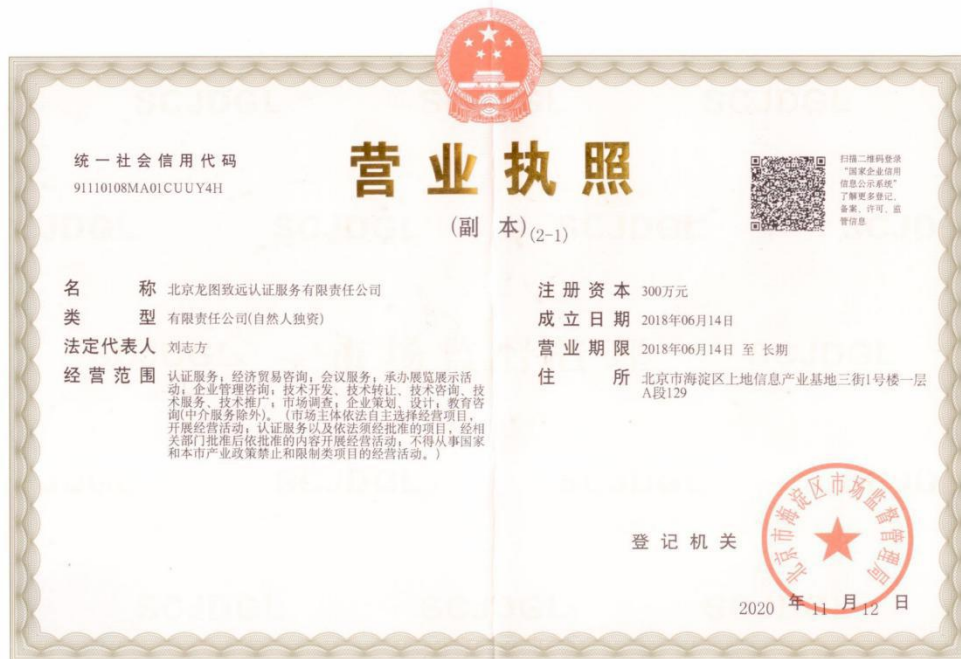 统一社会信用代码
91110108MA01CUUY4H
营业执照
(副 本)(2-1)
扫描二维码登录
“国家企业信用
信息公示系统”
了解更多登记、
备案、许可、监
管信息
名 称 北京龙图致远认证服务有限责任公司
类 型 有限责任公司(自然人独资)
法定代表人 刘志方
经营范围 认证服务；经济贸易咨询；会议服务；承办展览展示活
动；企业管理咨询；技术开发、技术转让、技术咨询、技
术服务、技术推广；市场调查；企业策划、设计；教育咨
询(中介服务除外)。（市场主体依法自主选择经营项目，
开展经营活动；认证服务以及依法须经批准的项目，经相
关部门批准后依批准的内容开展经营活动；不得从事国家
和本市产业政策禁止和限制类项目的经营活动。）
注册资本 300万元
成立日期 2018年06月14日
营业期限 2018年06月14日 至 长期
住 所 北京市海淀区上地信息产业基地三街1号楼一层
A段129
登记机关
北京市海淀区市场监督管理局
2020 年 11 月 12 日
SCJDGL